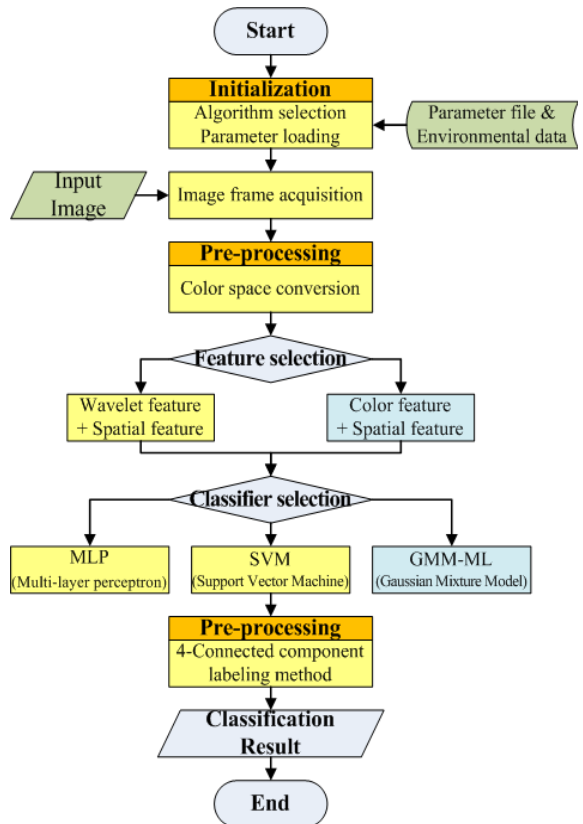 Start
Initialization
Algorithm selection
Parameter loading
Parameter file &
Environmental data
Input
Image
Image frame acquisition
Pre-processing
Color space conversion
Feature selection
Wavelet feature
+ Spatial feature
Color feature
+ Spatial feature
Classifier selection
MLP
(Multi-layer perceptron)
SVM
(Support Vector Machine)
GMM-ML
(Gaussian Mixture Model)
Pre-processing
4-Connected component
labeling method
Classification
Result
End